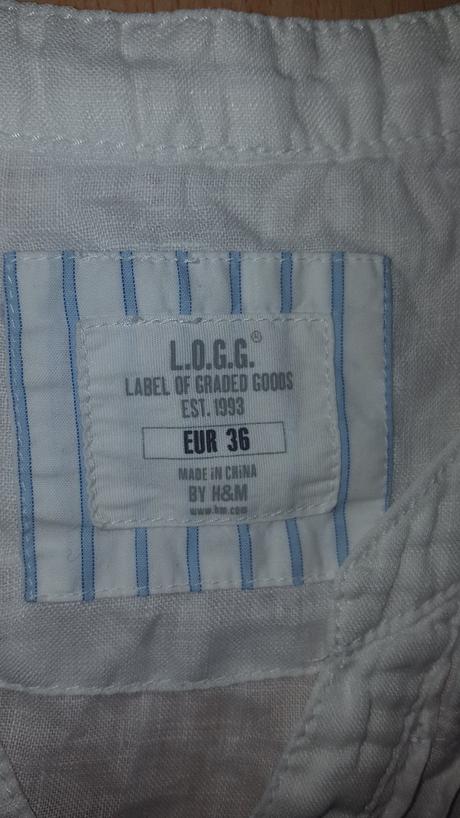 L.O.G.G.®
LABEL OF GRADED GOODS
EST. 1993
EUR 36
MADE IN CHINA
BY H&M
www.hm.com